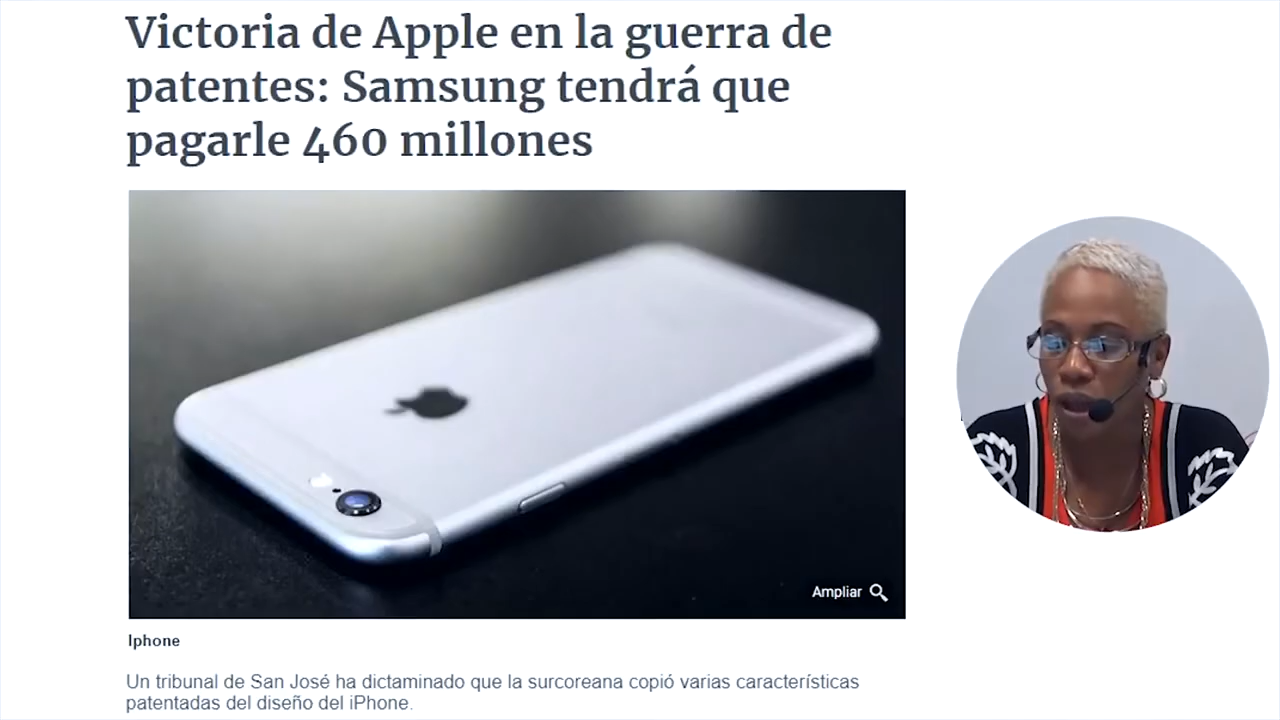 Victoria de Apple en la guerra de
patentes: Samsung tendrá que
pagarle 460 millones
Ampliar
Iphone
Un tribunal de San José ha dictaminado que la surcoreana copió varias características
patentadas del diseño del iPhone.